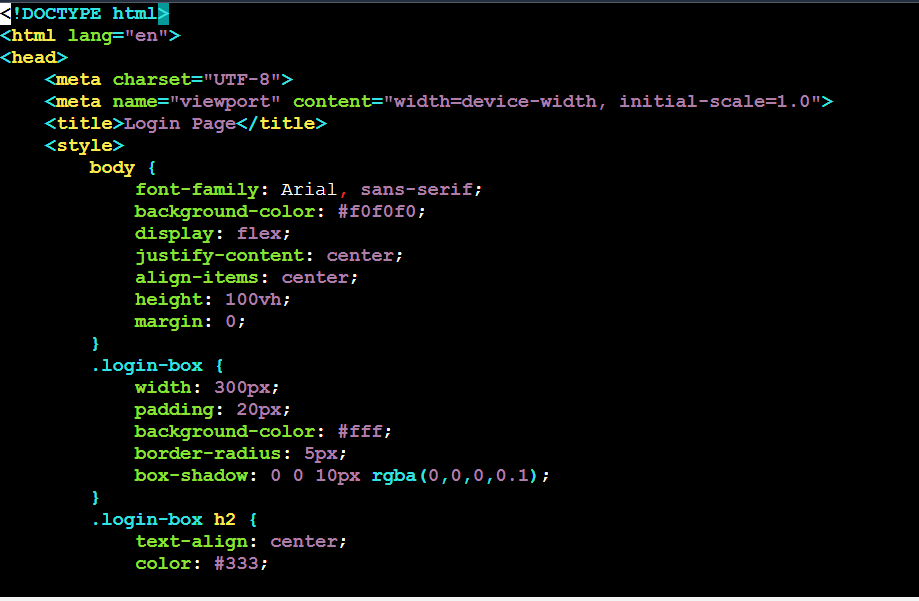 <!DOCTYPE html>
<html lang="en">
<head>
    <meta charset="UTF-8">
    <meta name="viewport" content="width=device-width, initial-scale=1.0">
    <title>Login Page</title>
    <style>
        body {
            font-family: Arial, sans-serif;
            background-color: #f0f0f0;
            display: flex;
            justify-content: center;
            align-items: center;
            height: 100vh;
            margin: 0;
        }
        .login-box {
            width: 300px;
            padding: 20px;
            background-color: #fff;
            border-radius: 5px;
            box-shadow: 0 0 10px rgba(0,0,0,0.1);
        }
        .login-box h2 {
            text-align: center;
            color: #333;